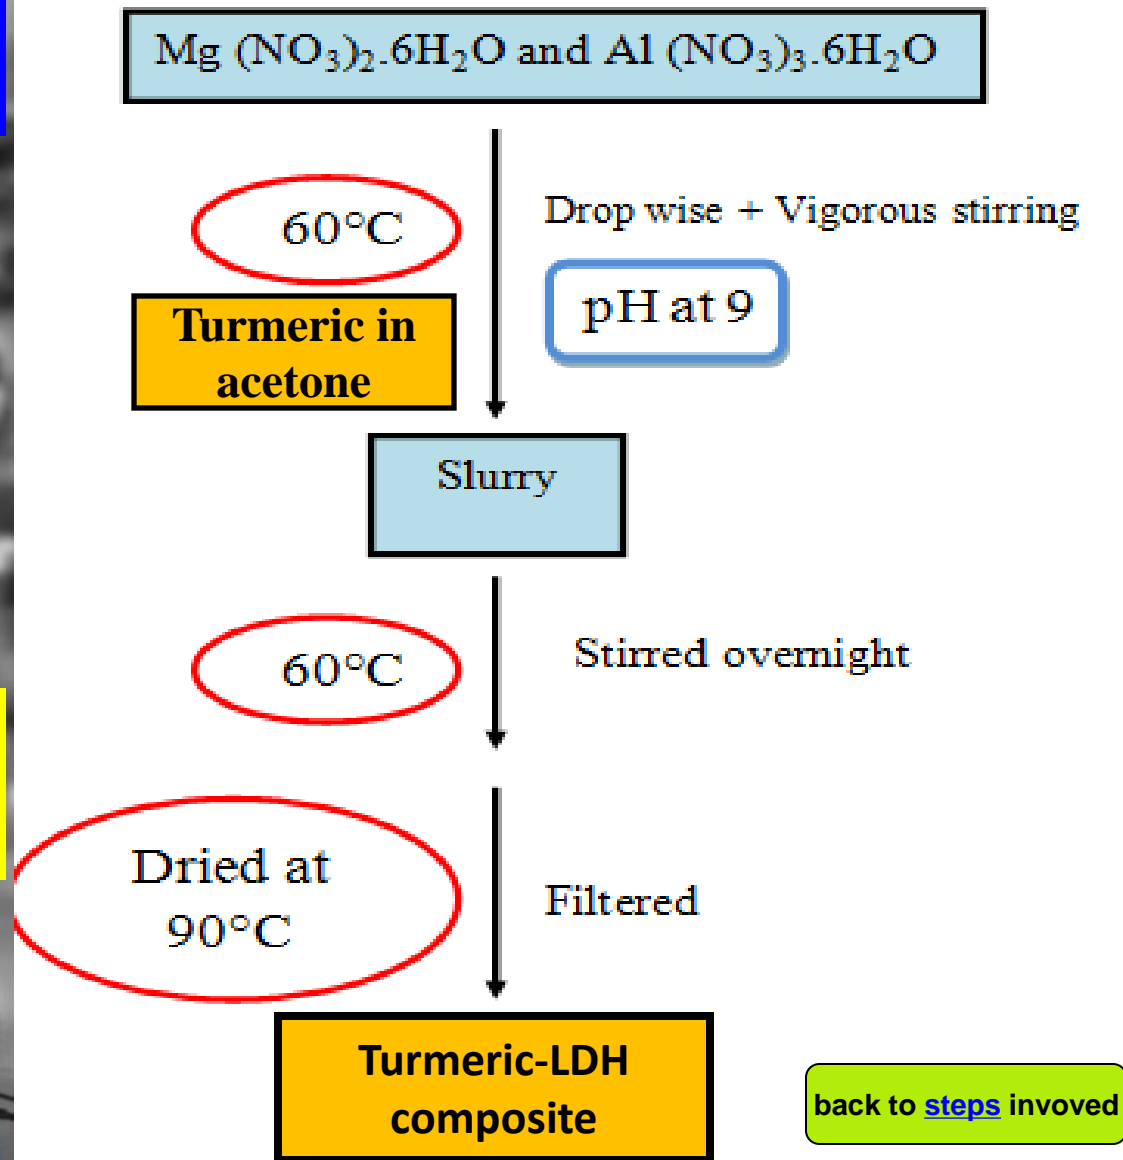 Mg (NO₃)₂.6H₂O and Al (NO₃)₃.6H₂O
60°C
Drop wise + Vigorous stirring
pH at 9
Turmeric in
acetone
Slurry
60°C
Stirred overnight
Dried at
90°C
Filtered
Turmeric-LDH
composite
back to steps invoved